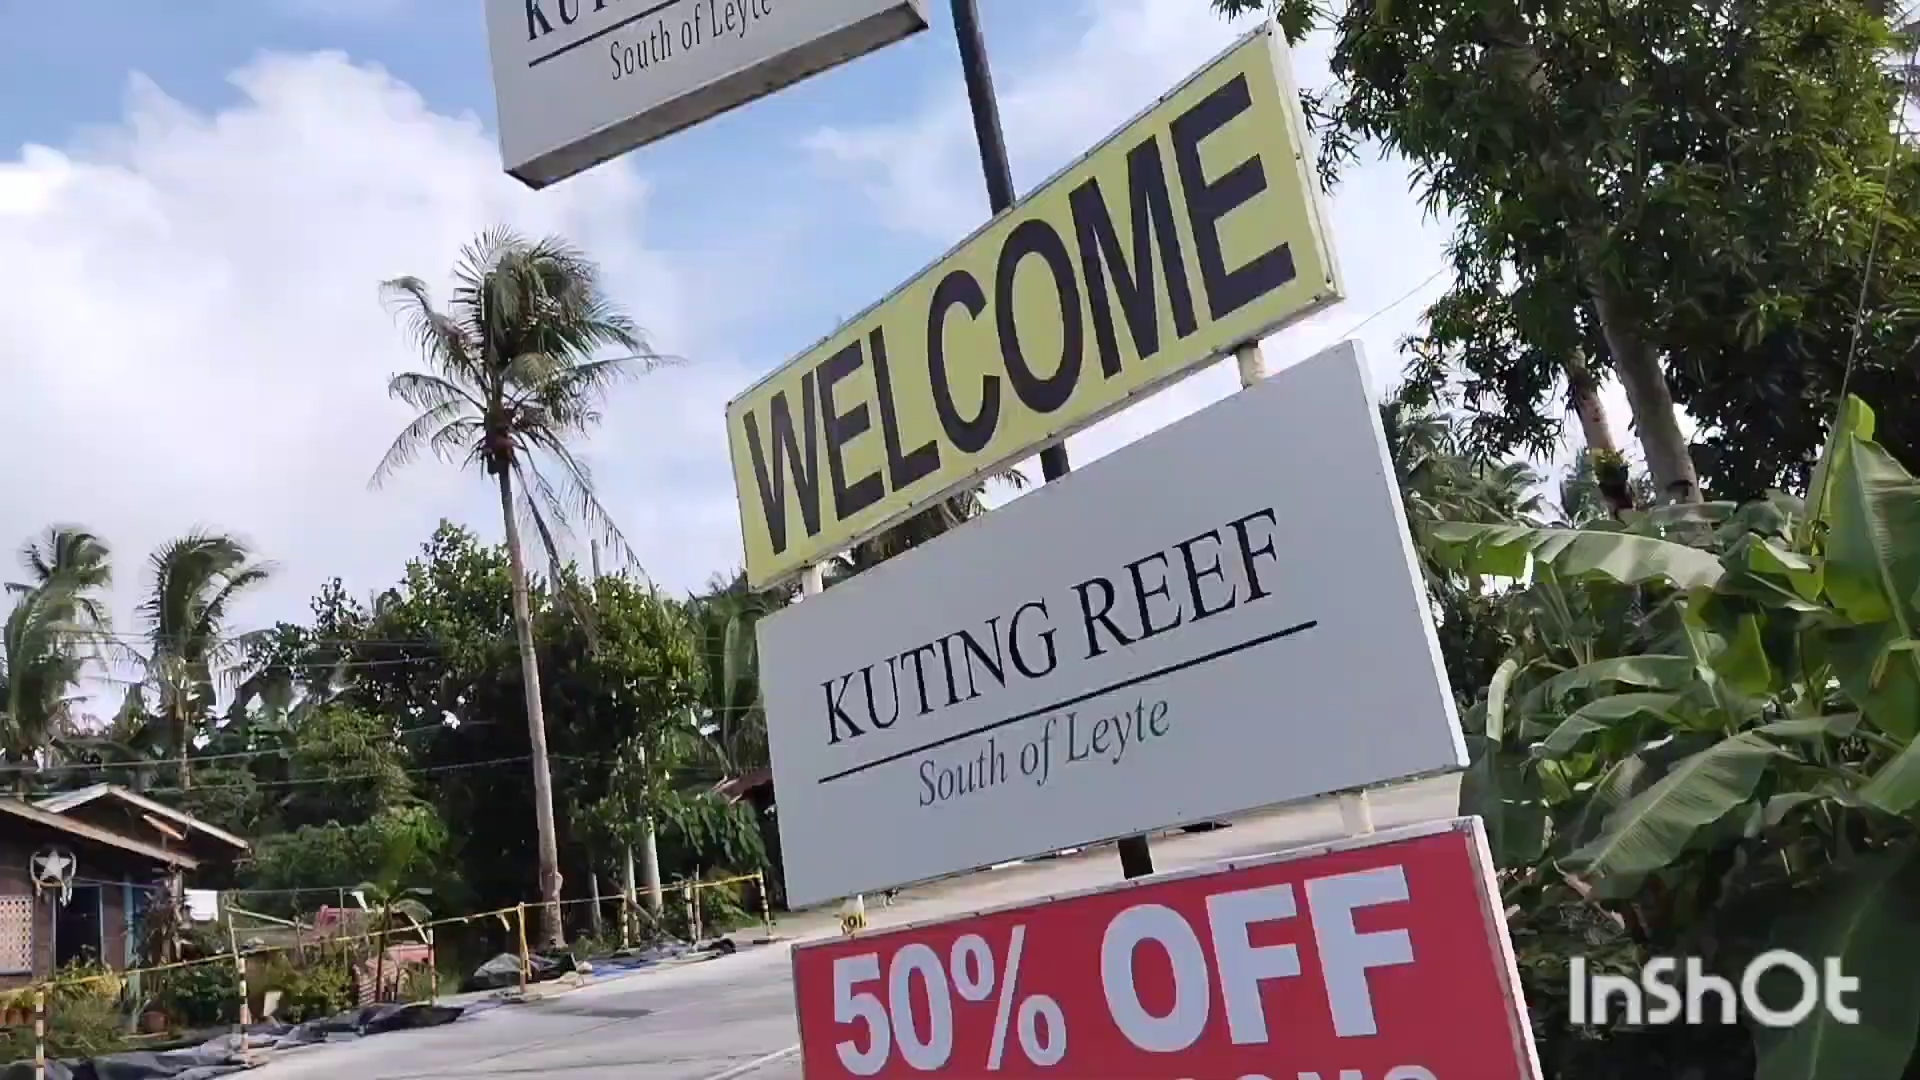 South of Leyte
WELCOME
KUTING REEF
South of Leyte
50% OFF
InShOt